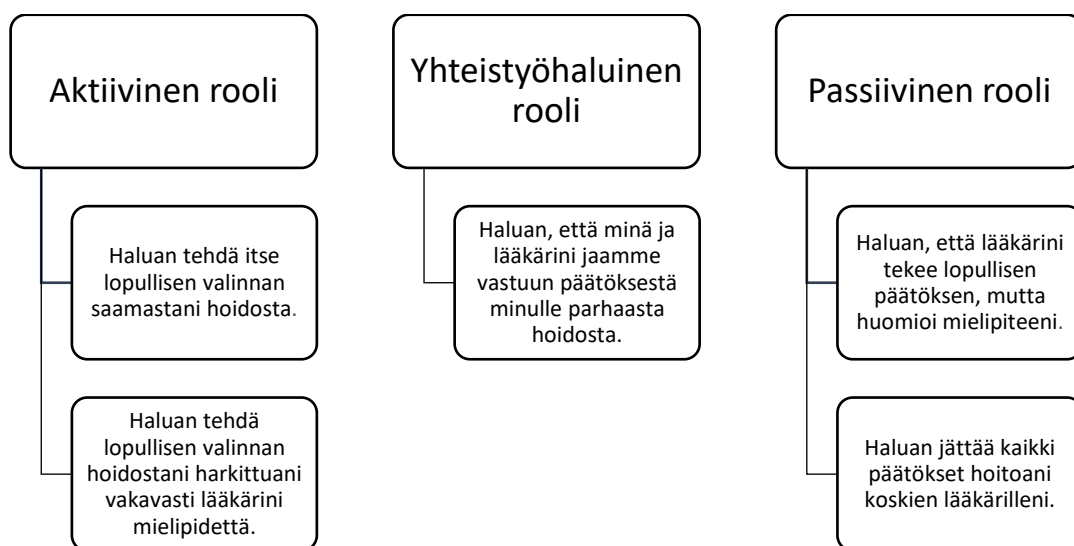 Aktiivinen rooli
Haluan tehdä itse
lopullisen valinnan
saamastani hoidosta.
Haluan tehdä
lopullisen valinnan
hoidostani harkittuani
vakavasti lääkärini
mielipidettä.
Yhteistyöhaluinen
rooli
Haluan, että minä ja
lääkärini jaamme
vastuun päätöksestä
minulle parhaasta
hoidosta.
Passiivinen rooli
Haluan, että lääkärini
tekee lopullisen
päätöksen, mutta
huomioi mielipiteeni.
Haluan jättää kaikki
päätökset hoitoani
koskien lääkärilleni.